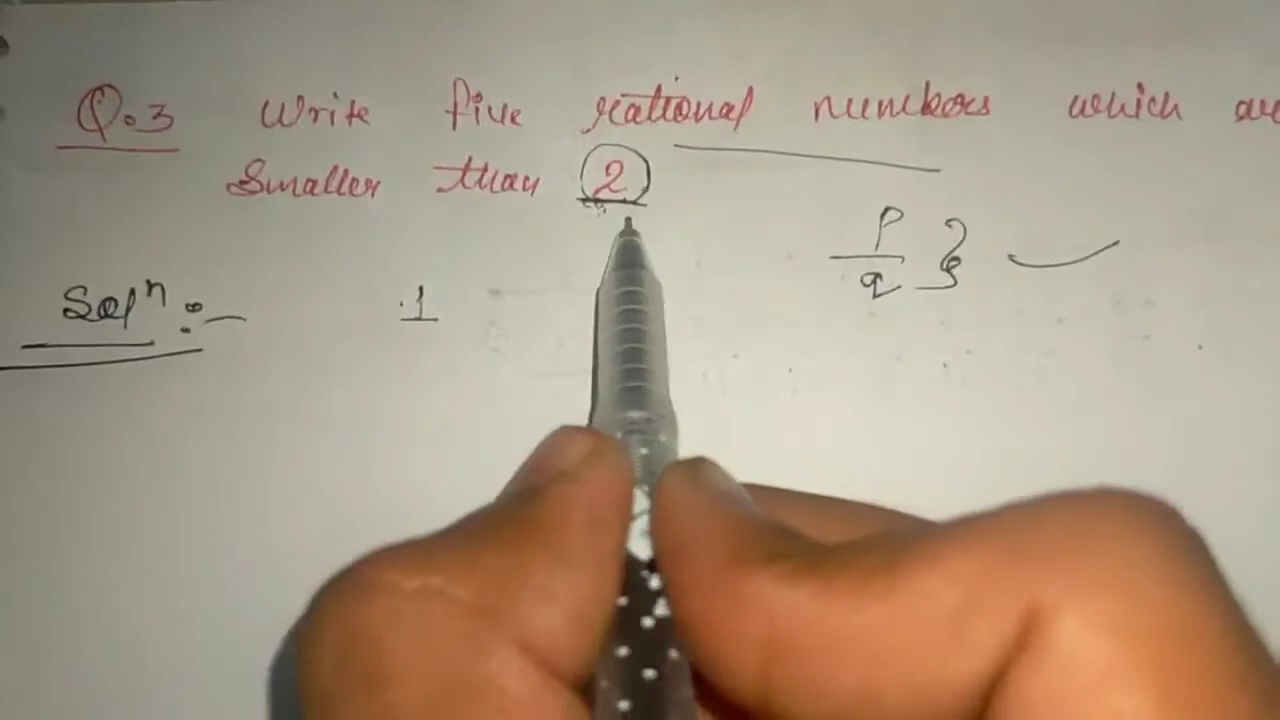 Q.3 Write five rational numbers which are
smaller than 2
p/q }
Solⁿ :- 1